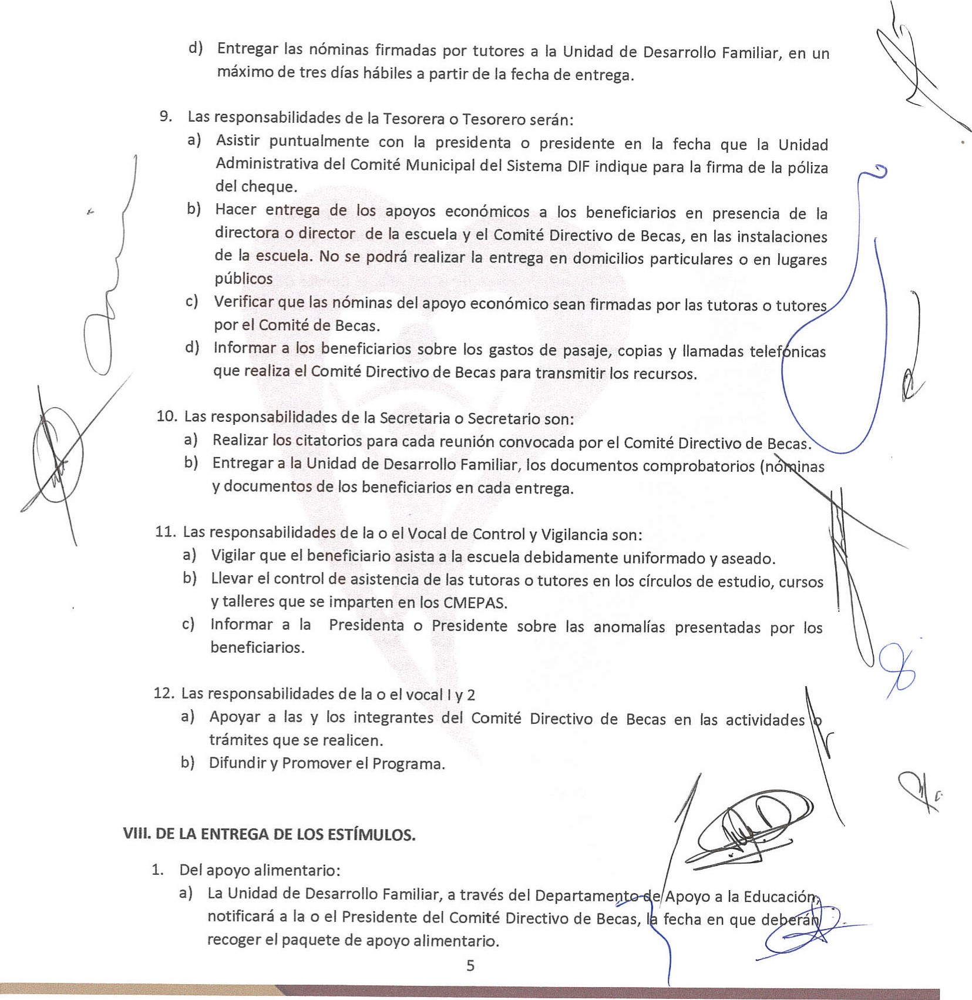 d) Entregar las nóminas firmadas por tutores a la Unidad de Desarrollo Familiar, en un
máximo de tres días hábiles a partir de la fecha de entrega.
9. Las responsabilidades de la Tesorera o Tesorero serán:
a) Asistir puntualmente con la presidenta o presidente en la fecha que la Unidad
Administrativa del Comité Municipal del Sistema DIF indique para la firma de la póliza
del cheque.
b) Hacer entrega de los apoyos económicos a los beneficiarios en presencia de la
directora o director de la escuela y el Comité Directivo de Becas, en las instalaciones
de la escuela. No se podrá realizar la entrega en domicilios particulares o en lugares
públicos
c) Verificar que las nóminas del apoyo económico sean firmadas por las tutoras o tutores
por el Comité de Becas.
d) Informar a los beneficiarios sobre los gastos de pasaje, copias y llamadas telefónicas
que realiza el Comité Directivo de Becas para transmitir los recursos.
10. Las responsabilidades de la Secretaria o Secretario son:
a) Realizar los citatorios para cada reunión convocada por el Comité Directivo de Becas.
b) Entregar a la Unidad de Desarrollo Familiar, los documentos comprobatorios (nóminas
y documentos de los beneficiarios en cada entrega.
11. Las responsabilidades de la o el Vocal de Control y Vigilancia son:
a) Vigilar que el beneficiario asista a la escuela debidamente uniformado y aseado.
b) Llevar el control de asistencia de las tutoras o tutores en los círculos de estudio, cursos
y talleres que se imparten en los CMEPAS.
c) Informar a la Presidenta o Presidente sobre las anomalías presentadas por los
beneficiarios.
12. Las responsabilidades de la o el vocal I y 2
a) Apoyar a las y los integrantes del Comité Directivo de Becas en las actividades o
trámites que se realicen.
b) Difundir y Promover el Programa.
VIII. DE LA ENTREGA DE LOS ESTÍMULOS.
1. Del apoyo alimentario:
a) La Unidad de Desarrollo Familiar, a través del Departamento de Apoyo a la Educación,
notificará a la o el Presidente del Comité Directivo de Becas, la fecha en que deberán
recoger el paquete de apoyo alimentario.
5